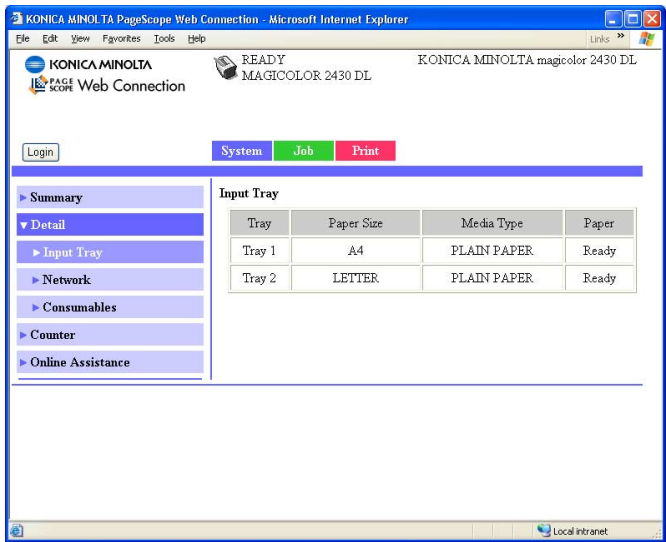 KONICA MINOLTA PageScope Web Connection - Microsoft Internet Explorer
File Edit View Favorites Tools Help Links »
KONICA MINOLTA
PAGE SCOPE Web Connection
READY
MAGICOLOR 2430 DL
KONICA MINOLTA magicolor 2430 DL
Login
System Job Print
Summary
Detail
Input Tray
Network
Consumables
Counter
Online Assistance
Input Tray
Tray Paper Size Media Type Paper
Tray 1 A4 PLAIN PAPER Ready
Tray 2 LETTER PLAIN PAPER Ready
Local intranet